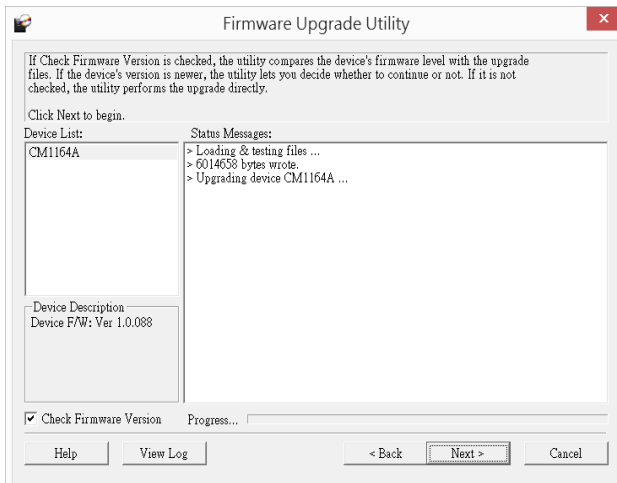 Firmware Upgrade Utility
If Check Firmware Version is checked, the utility compares the device's firmware level with the upgrade
files. If the device's version is newer, the utility lets you decide whether to continue or not. If it is not
checked, the utility performs the upgrade directly.
Click Next to begin.
Device List:
CM1164A
Status Messages:
> Loading & testing files ...
> 6014658 bytes wrote.
> Upgrading device CM1164A ...
Device Description
Device F/W: Ver 1.0.088
Check Firmware Version
Progress...
Help
View Log
< Back
Next >
Cancel